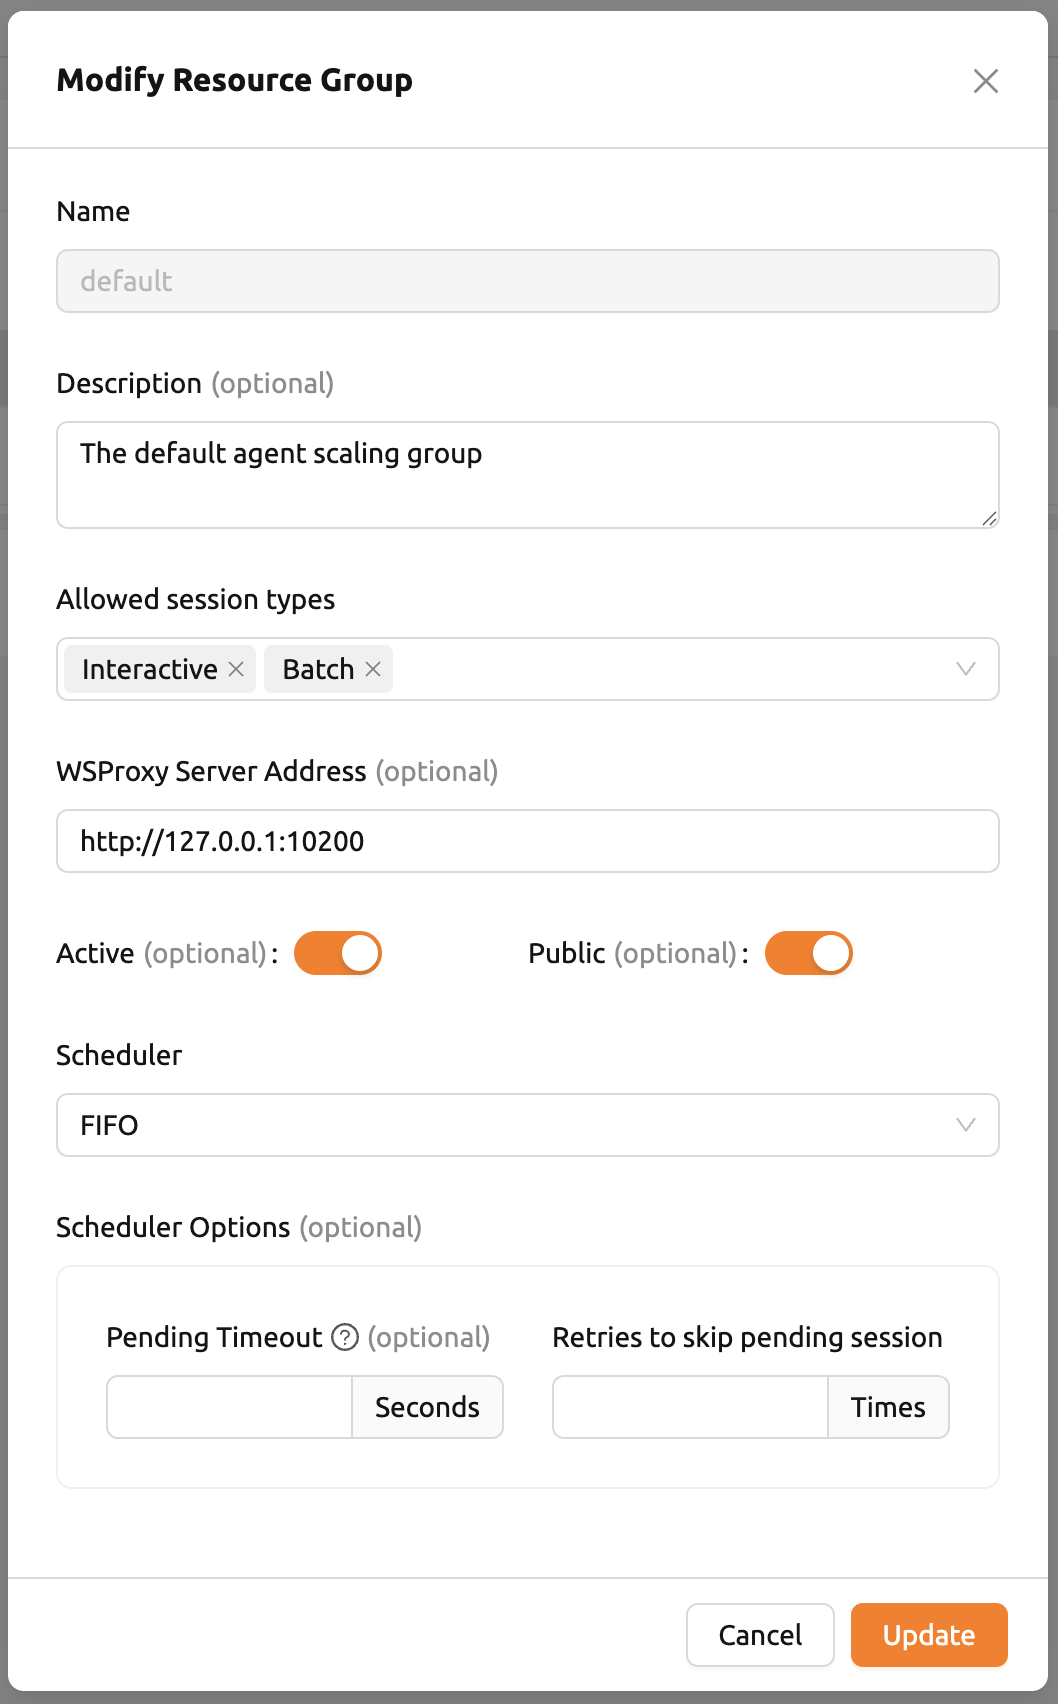 Modify Resource Group
Name
default
Description (optional)
The default agent scaling group
Allowed session types
Interactive Batch
WSProxy Server Address (optional)
http://127.0.0.1:10200
Active (optional) : Public (optional) :
Scheduler
FIFO
Scheduler Options (optional)
Pending Timeout ? (optional) Retries to skip pending session
Seconds Times
Cancel Update